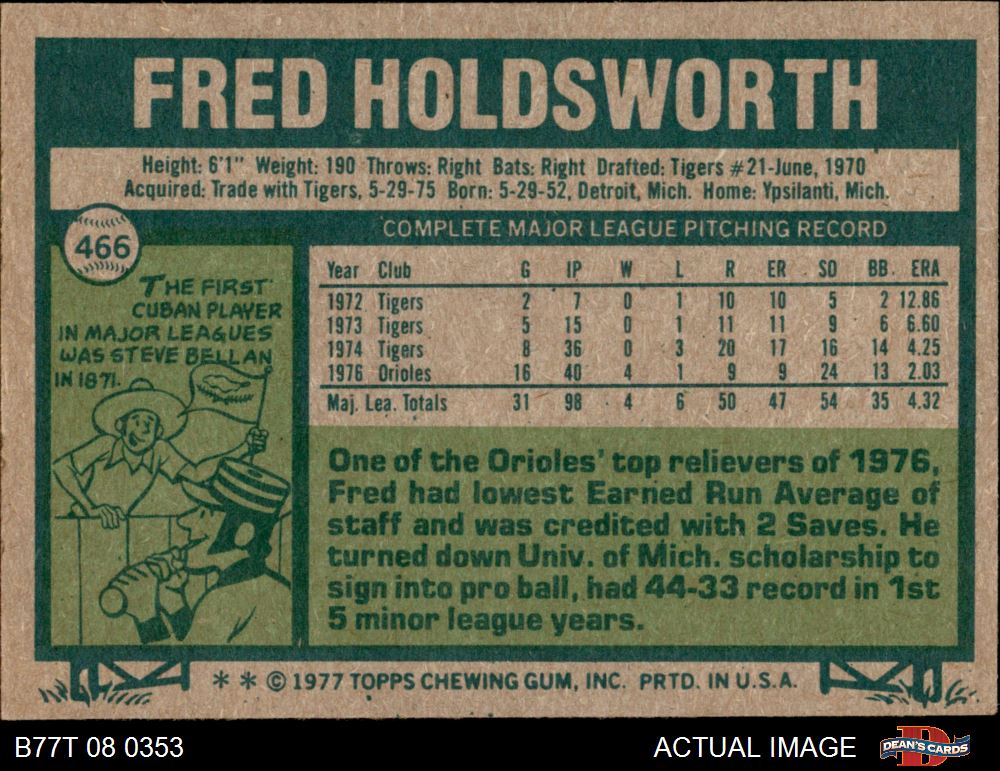 FRED HOLDSWORTH
Height: 6'1" Weight: 190 Throws: Right Bats: Right Drafted: Tigers #21-June, 1970
Acquired: Trade with Tigers, 5-29-75 Born: 5-29-52, Detroit, Mich. Home: Ypsilanti, Mich.
466
THE FIRST
CUBAN PLAYER
IN MAJOR LEAGUES
WAS STEVE BELLAN
IN 1871.
COMPLETE MAJOR LEAGUE PITCHING RECORD
Year Club G IP W L R ER SO BB ERA
1972 Tigers 2 7 0 1 10 10 5 2 12.86
1973 Tigers 5 15 0 1 11 11 9 6 6.60
1974 Tigers 8 36 0 3 20 17 16 14 4.25
1976 Orioles 16 40 4 1 9 9 24 13 2.03
Maj. Lea. Totals 31 98 4 6 50 47 54 35 4.32
One of the Orioles' top relievers of 1976,
Fred had lowest Earned Run Average of
staff and was credited with 2 Saves. He
turned down Univ. of Mich. scholarship to
sign into pro ball, had 44-33 record in 1st
5 minor league years.
* * © 1977 TOPPS CHEWING GUM, INC. PRTD. IN U.S.A.
B77T 08 0353 ACTUAL IMAGE DEAN'S CARDS